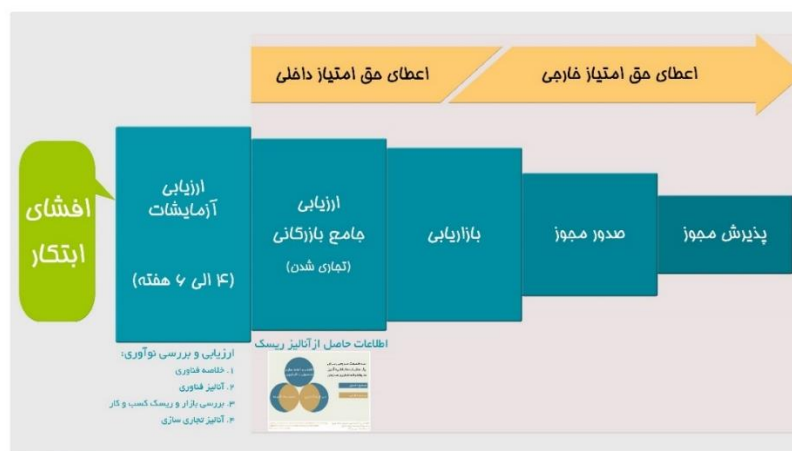 اعطای حق امتیاز داخلی
اعطای حق امتیاز خارجی
افشای
ابتکار
ارزیابی
آزمایشات
(۴ الی ۶ هفته)
ارزیابی
جامع بازرگانی
(تجاری شدن)
بازاریابی
صدور مجوز
پذیرش مجوز
ارزیابی و بررسی نوآوری:
۱. خلاصه فناوری
۲. آنالیز فناوری
۳. بررسی بازار و ریسک کسب و کار
۴. آنالیز تجاری سازی
اطلاعات حاصل ازآنالیز ریسک